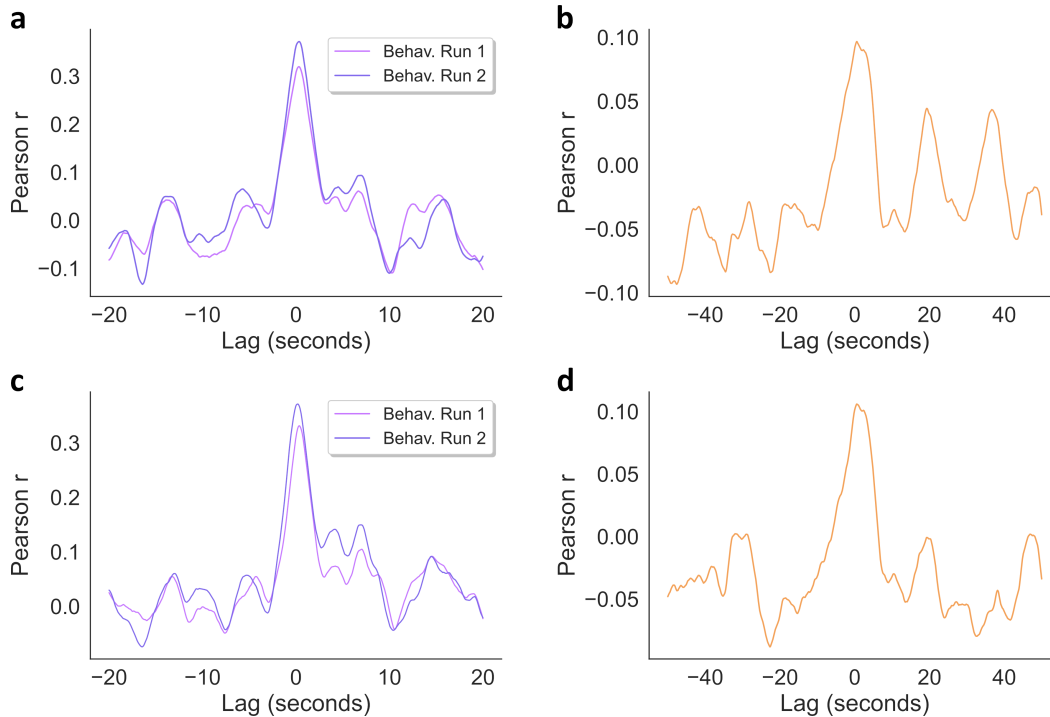 a
Pearson r
0.3
0.2
0.1
0.0
−0.1
Behav. Run 1
Behav. Run 2
−20 −10 0 10 20
Lag (seconds)
b
Pearson r
0.10
0.05
0.00
−0.05
−0.10
−40 −20 0 20 40
Lag (seconds)
c
Pearson r
0.3
0.2
0.1
0.0
Behav. Run 1
Behav. Run 2
−20 −10 0 10 20
Lag (seconds)
d
Pearson r
0.10
0.05
0.00
−0.05
−40 −20 0 20 40
Lag (seconds)